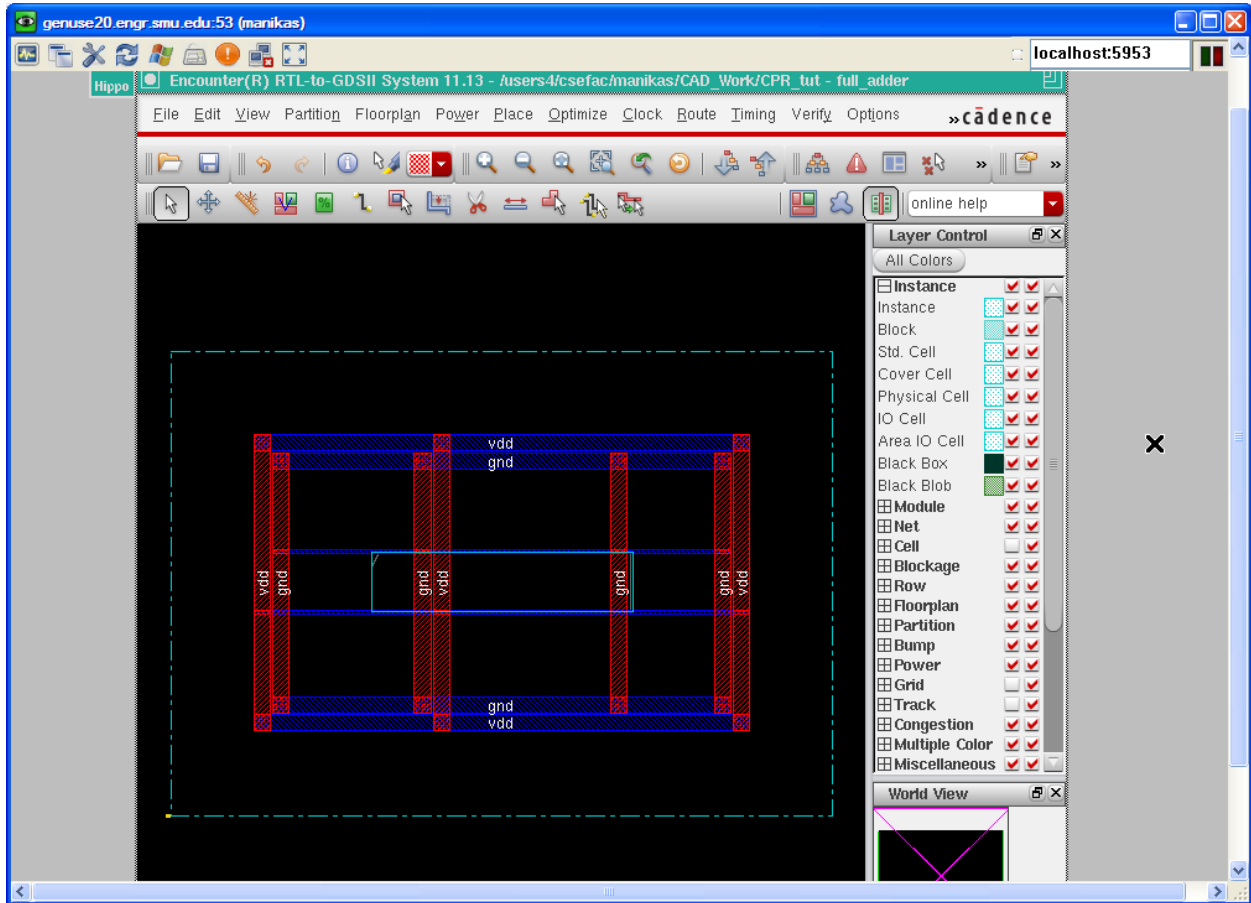 genuse20.engr.smu.edu:53 (manikas)
localhost:5953
Hippo
Encounter(R) RTL-to-GDSII System 11.13 - /users4/csefac/manikas/CAD_Work/CPR_tut - full_adder
File Edit View Partition Floorplan Power Place Optimize Clock Route Timing Verify Options »cādence
» »
online help
Layer Control
All Colors
Instance
Instance
Block
Std. Cell
Cover Cell
Physical Cell
IO Cell
Area IO Cell
Black Box
Black Blob
Module
Net
Cell
Blockage
Row
Floorplan
Partition
Bump
Power
Grid
Track
Congestion
Multiple Color
Miscellaneous
World View
vdd
gnd
vdd gnd gnd vdd gnd gnd vdd
gnd
vdd